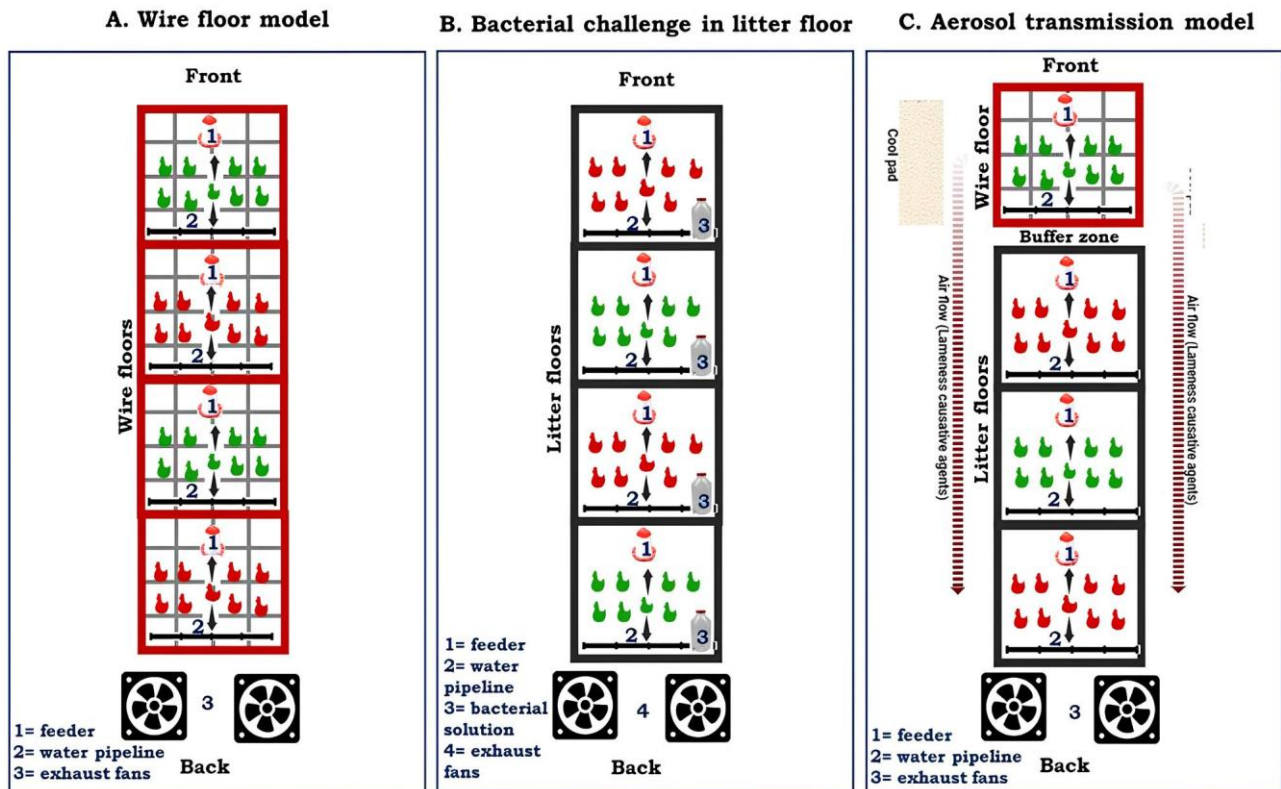 A. Wire floor model
Front
Wire floors
1
2
1
2
1
2
1
2
3
1= feeder
2= water pipeline
3= exhaust fans
Back
B. Bacterial challenge in litter floor
Front
Litter floors
1
2
3
1
2
3
1
2
3
1
2
3
4
1= feeder
2= water
pipeline
3= bacterial
solution
4= exhaust
fans
Back
C. Aerosol transmission model
Front
Cool pad
Wire floor
1
2
Buffer zone
Air flow (Lameness causative agents)
Litter floors
1
2
1
2
1
2
Air flow (Lameness causative agents)
3
1= feeder
2= water pipeline
3= exhaust fans
Back